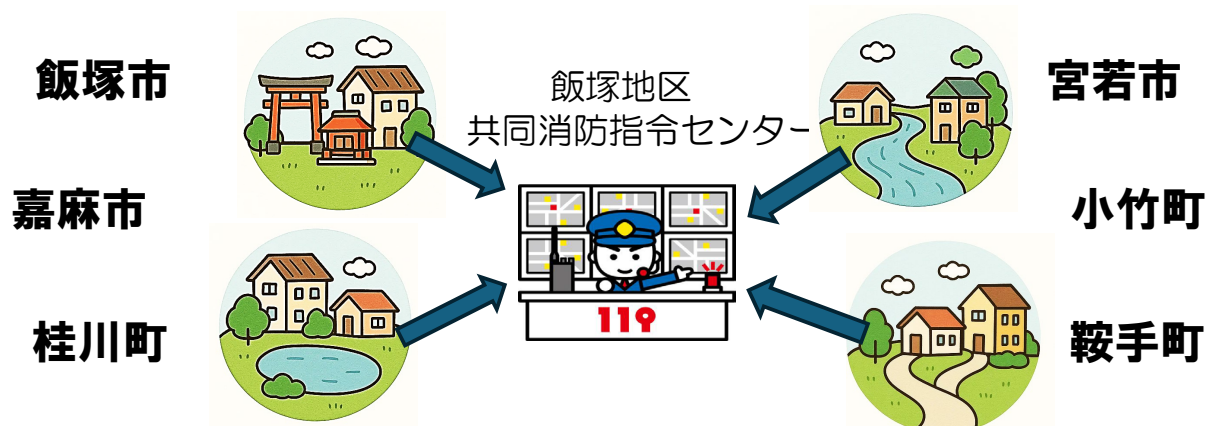 飯塚市
嘉麻市
桂川町
飯塚地区
共同消防指令センター
119
宮若市
小竹町
鞍手町